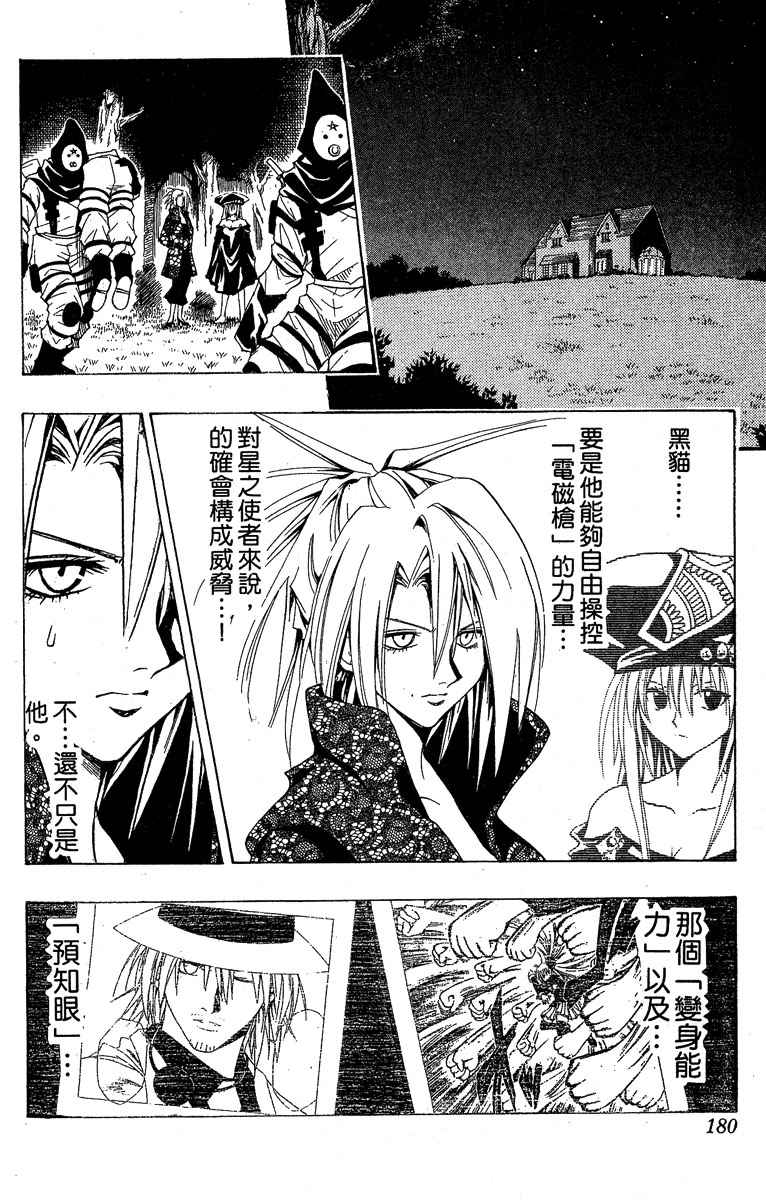 黑貓……
要是他能夠自由操控
「電磁槍」的力量…
對星之使者來說，
的確會構成威脅…！
不…還不只是
他。
那個「變身能
力」以及…
「預知眼」…
180